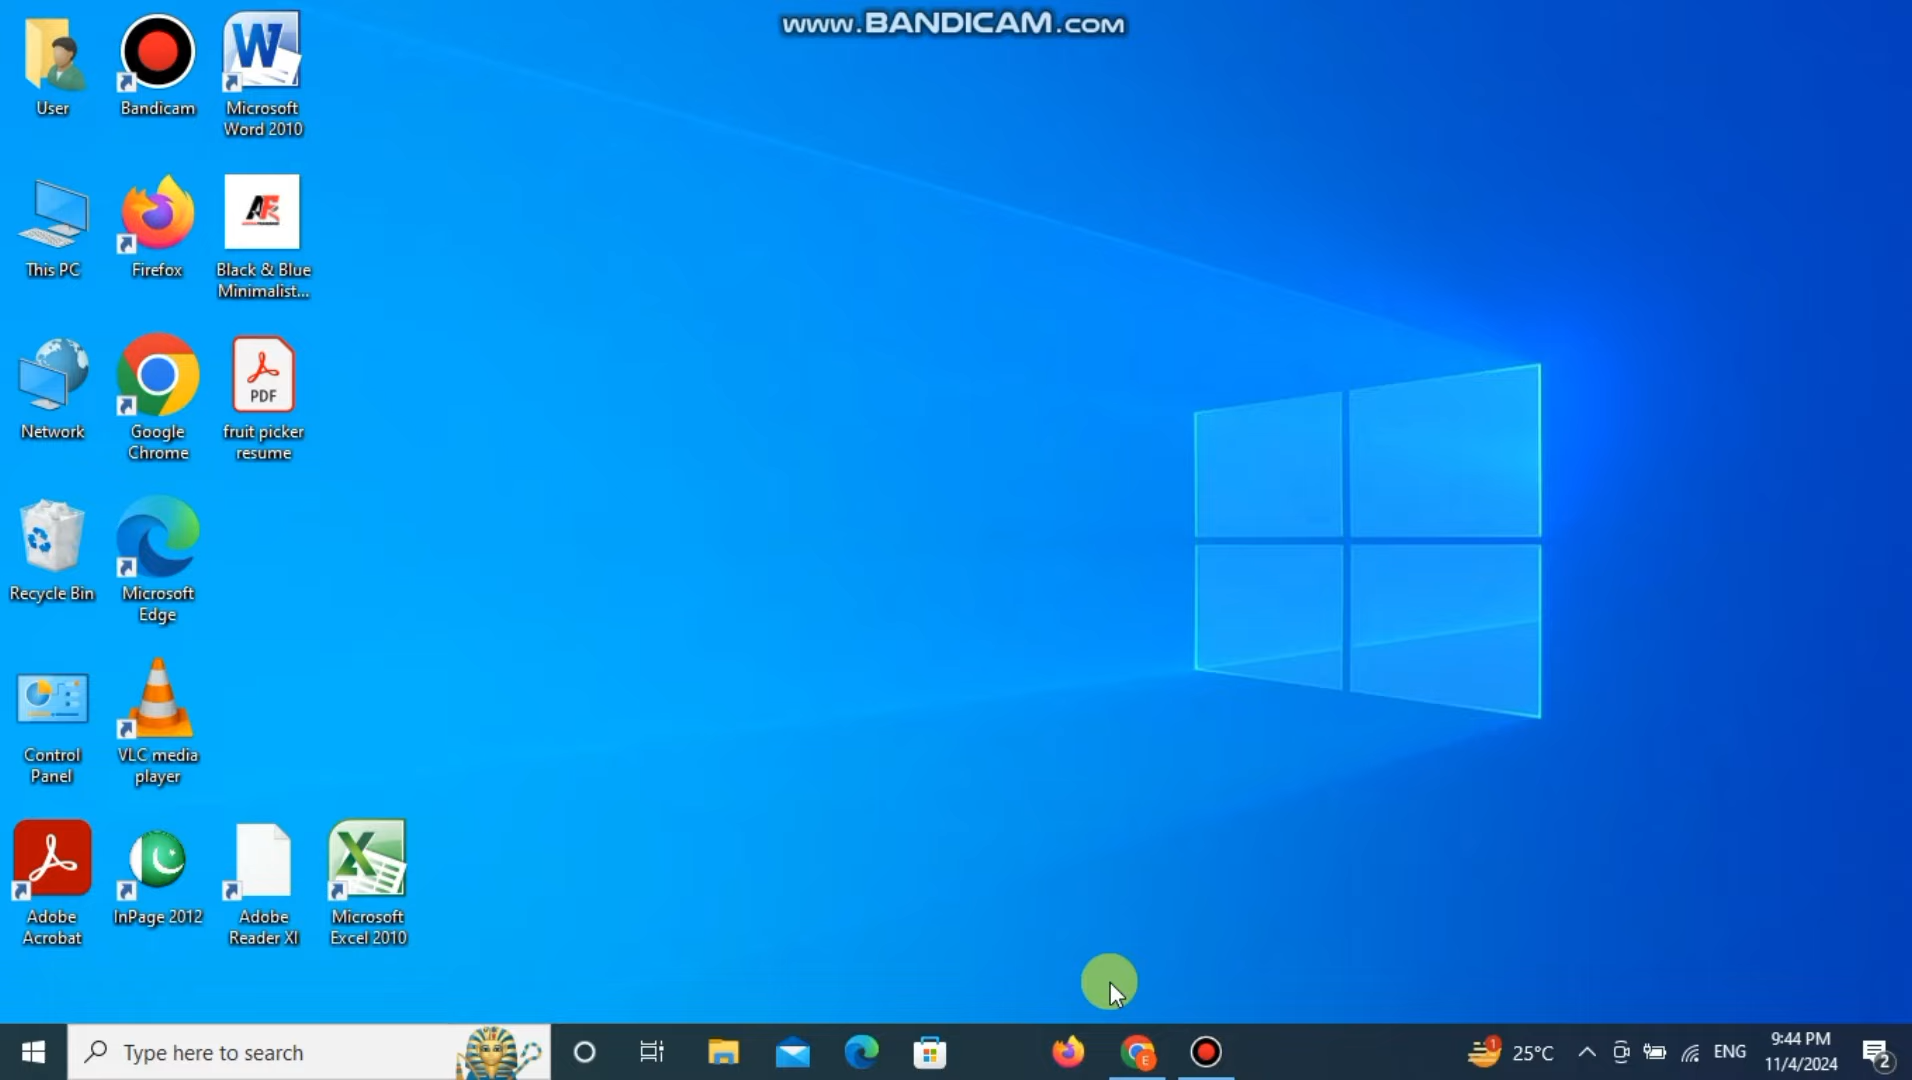 www.BANDICAM.com
User
Bandicam
Microsoft
Word 2010
This PC
Firefox
Black & Blue
Minimalist...
Network
Google
Chrome
PDF
fruit picker
resume
Recycle Bin
Microsoft
Edge
Control
Panel
VLC media
player
Adobe
Acrobat
InPage 2012
Adobe
Reader XI
Microsoft
Excel 2010
Type here to search
E
1
25°C
ENG
9:44 PM
11/4/2024
2